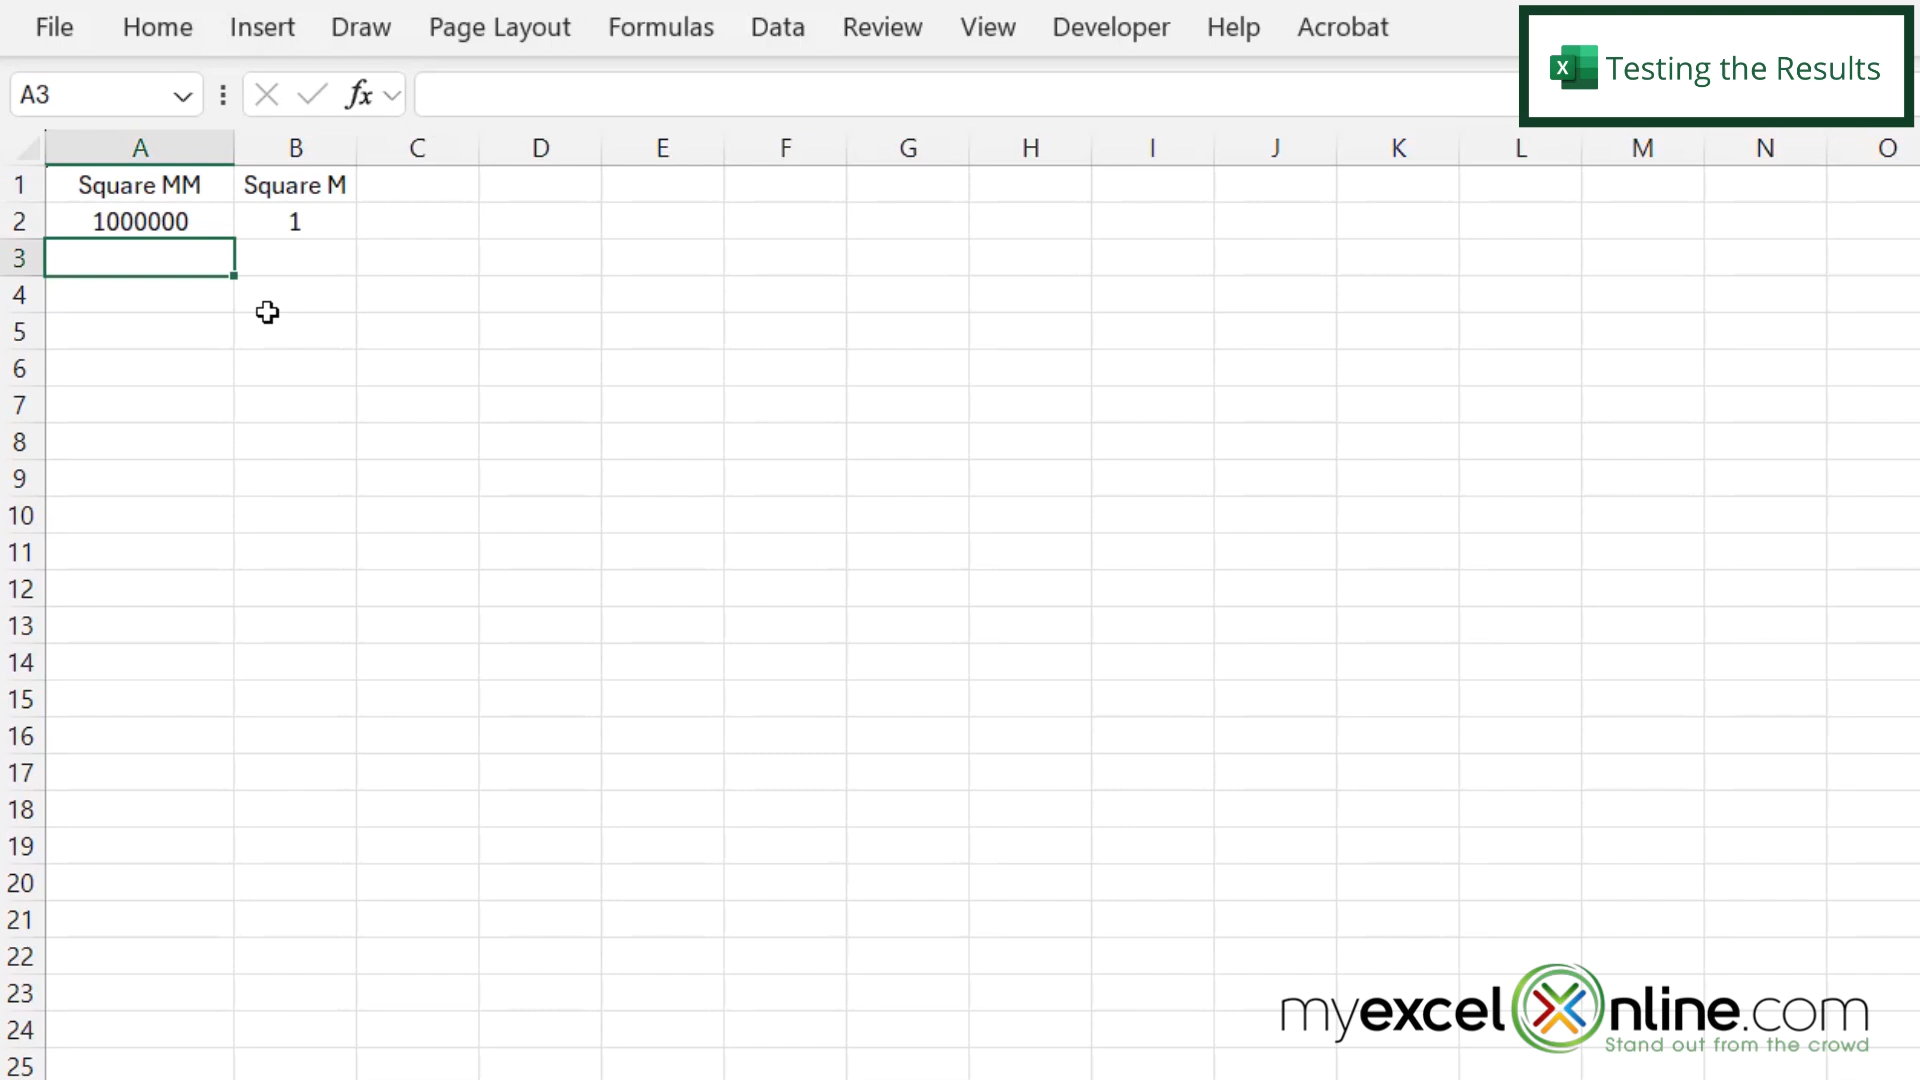 File Home Insert Draw Page Layout Formulas Data Review View Developer Help Acrobat
X Testing the Results
A3 fx
A B C D E F G H I J K L M N O
1 Square MM Square M
2 1000000 1
3
4
5
6
7
8
9
10
11
12
13
14
15
16
17
18
19
20
21
22
23
24
25
myexcelonline.com
Stand out from the crowd